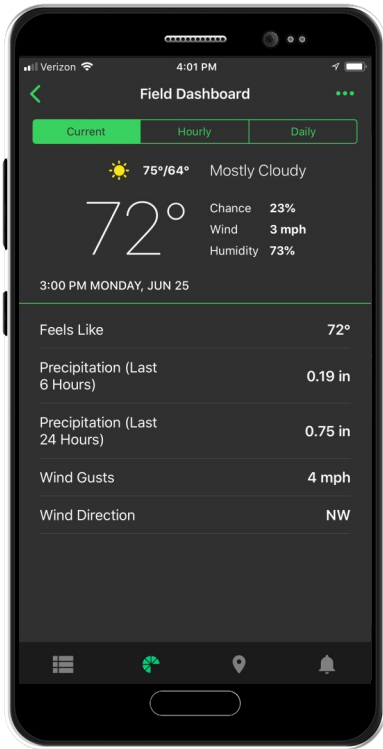 Verizon 4:01 PM
Field Dashboard
Current Hourly Daily
75°/64° Mostly Cloudy
72°
Chance 23%
Wind 3 mph
Humidity 73%
3:00 PM MONDAY, JUN 25
Feels Like 72°
Precipitation (Last
6 Hours) 0.19 in
Precipitation (Last
24 Hours) 0.75 in
Wind Gusts 4 mph
Wind Direction NW